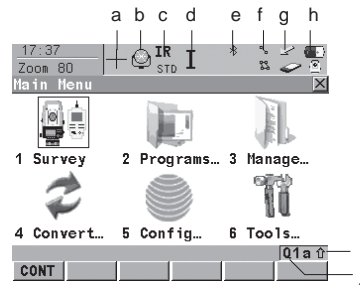 a b c d e f g h
17:37 IR
Zoom 80 STD I
Main Menu
1 Survey 2 Programs… 3 Manage…
4 Convert… 5 Config… 6 Tools…
Q1a
CONT